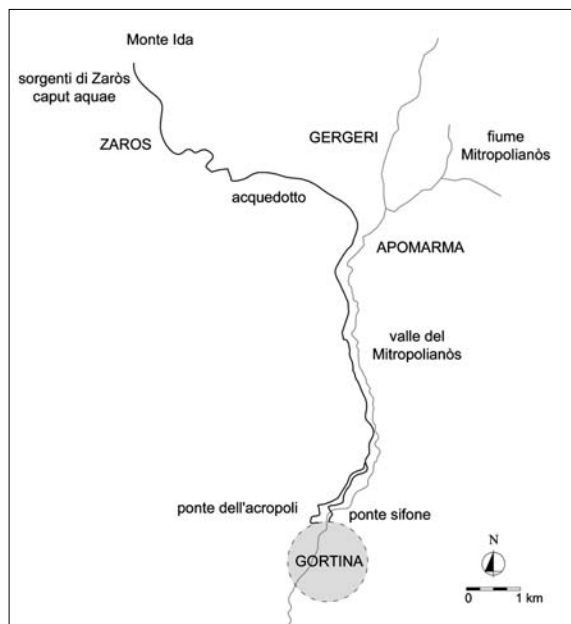 Monte Ida
sorgenti di Zaròs
caput aquae
ZAROS
GERGERI
fiume
Mitropolianòs
acquedotto
APOMARMA
valle del
Mitropolianòs
ponte dell'acropoli
ponte sifone
GORTINA
N
0 1 km